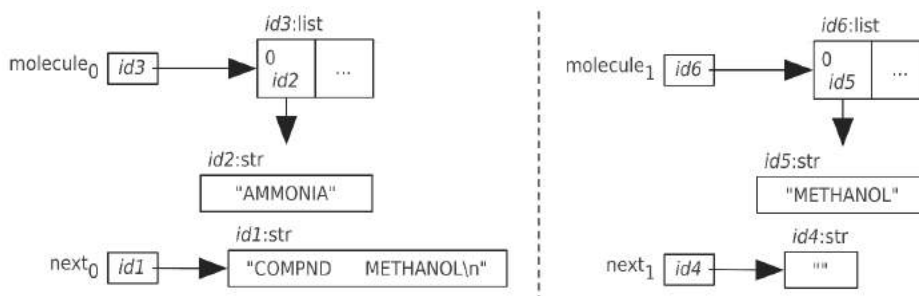 id3:list
molecule0 id3 0 ...
id2
id2:str
"AMMONIA"
id1:str
next0 id1 "COMPND METHANOL\n"
id6:list
molecule1 id6 0 ...
id5
id5:str
"METHANOL"
id4:str
next1 id4 ""